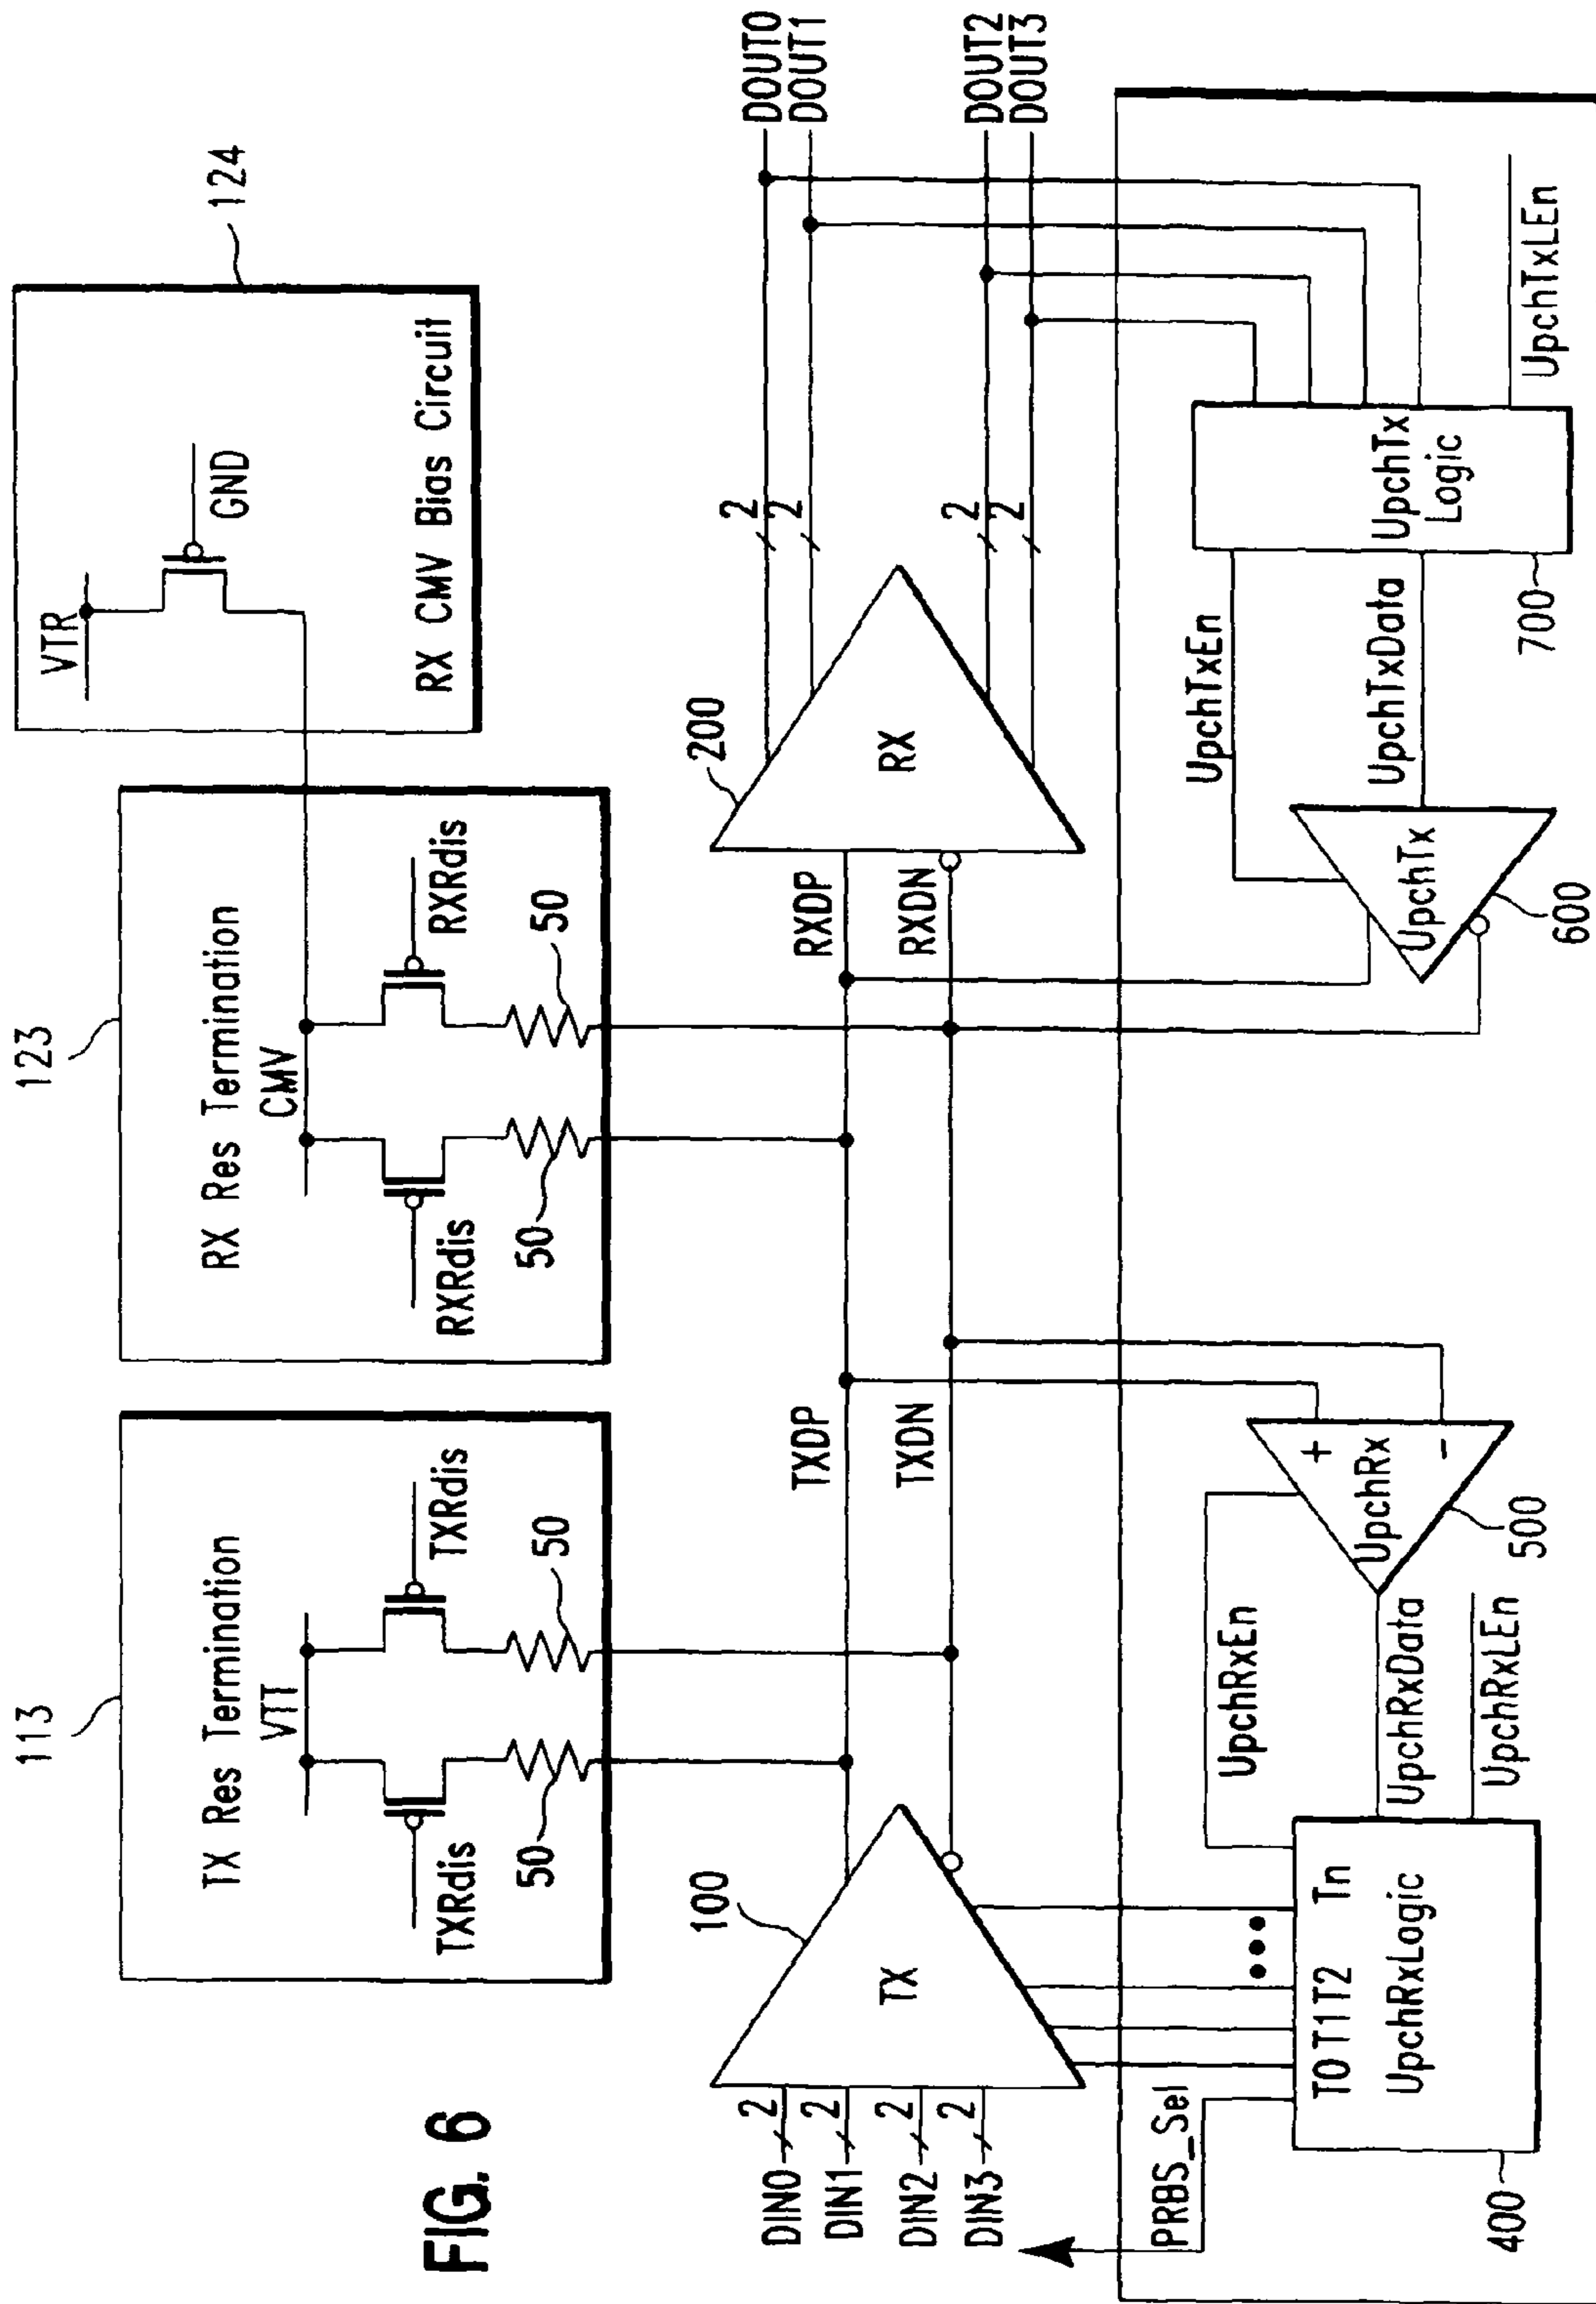 FIG. 6
113
TX Res Termination
VTT
TXRdis
TXRdis
50
50
123
RX Res Termination
CMV
RXRdis
RXRdis
50
50
124
VTR
GND
RX CMV Bias Circuit
DIN0
2
DIN1
2
DIN2
2
DIN3
2
100
TX
TXDP
TXDN
RXDP
RXDN
200
RX
2
2
2
2
DOUT0
DOUT1
DOUT2
DOUT3
PRBS_Sel
T0 T1 T2 Tn
UpchRxLogic
400
UpchRxEn
UpchRxData
UpchRxLEn
+
UpchRx
-
500
UpchTx
600
UpchTxEn
UpchTxData
UpchTx
Logic
700
UpchTxLEn